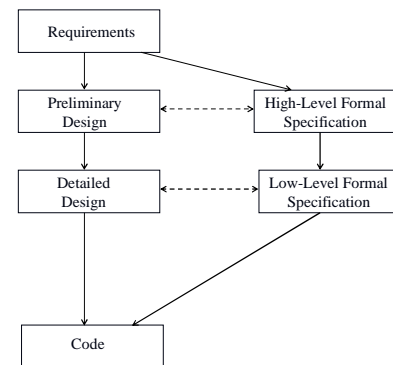 Requirements
Preliminary
Design
High-Level Formal
Specification
Detailed
Design
Low-Level Formal
Specification
Code